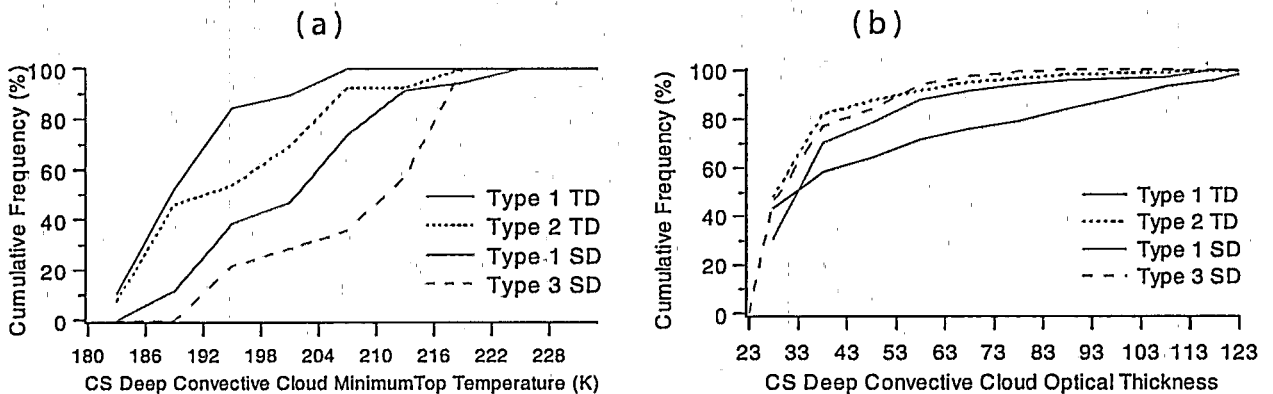 (a)
(b)
Cumulative Frequency (%)
100
80
60
40
20
0
Type 1 TD
Type 2 TD
Type 1 SD
Type 3 SD
180 186 192 198 204 210 216 222 228
CS Deep Convective Cloud MinimumTop Temperature (K)
Cumulative Frequency (%)
100
80
60
40
20
0
Type 1 TD
Type 2 TD
Type 1 SD
Type 3 SD
23 33 43 53 63 73 83 93 103 113 123
CS Deep Convective Cloud Optical Thickness